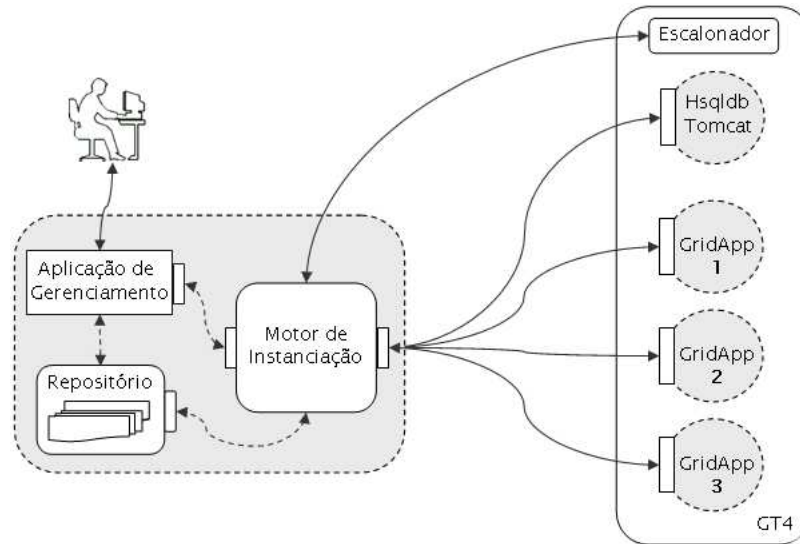 Escalonador
Hsqldb
Tomcat
GridApp
1
Aplicação de
Gerenciamento
Motor de
Instanciação
GridApp
2
Repositório
GridApp
3
GT4